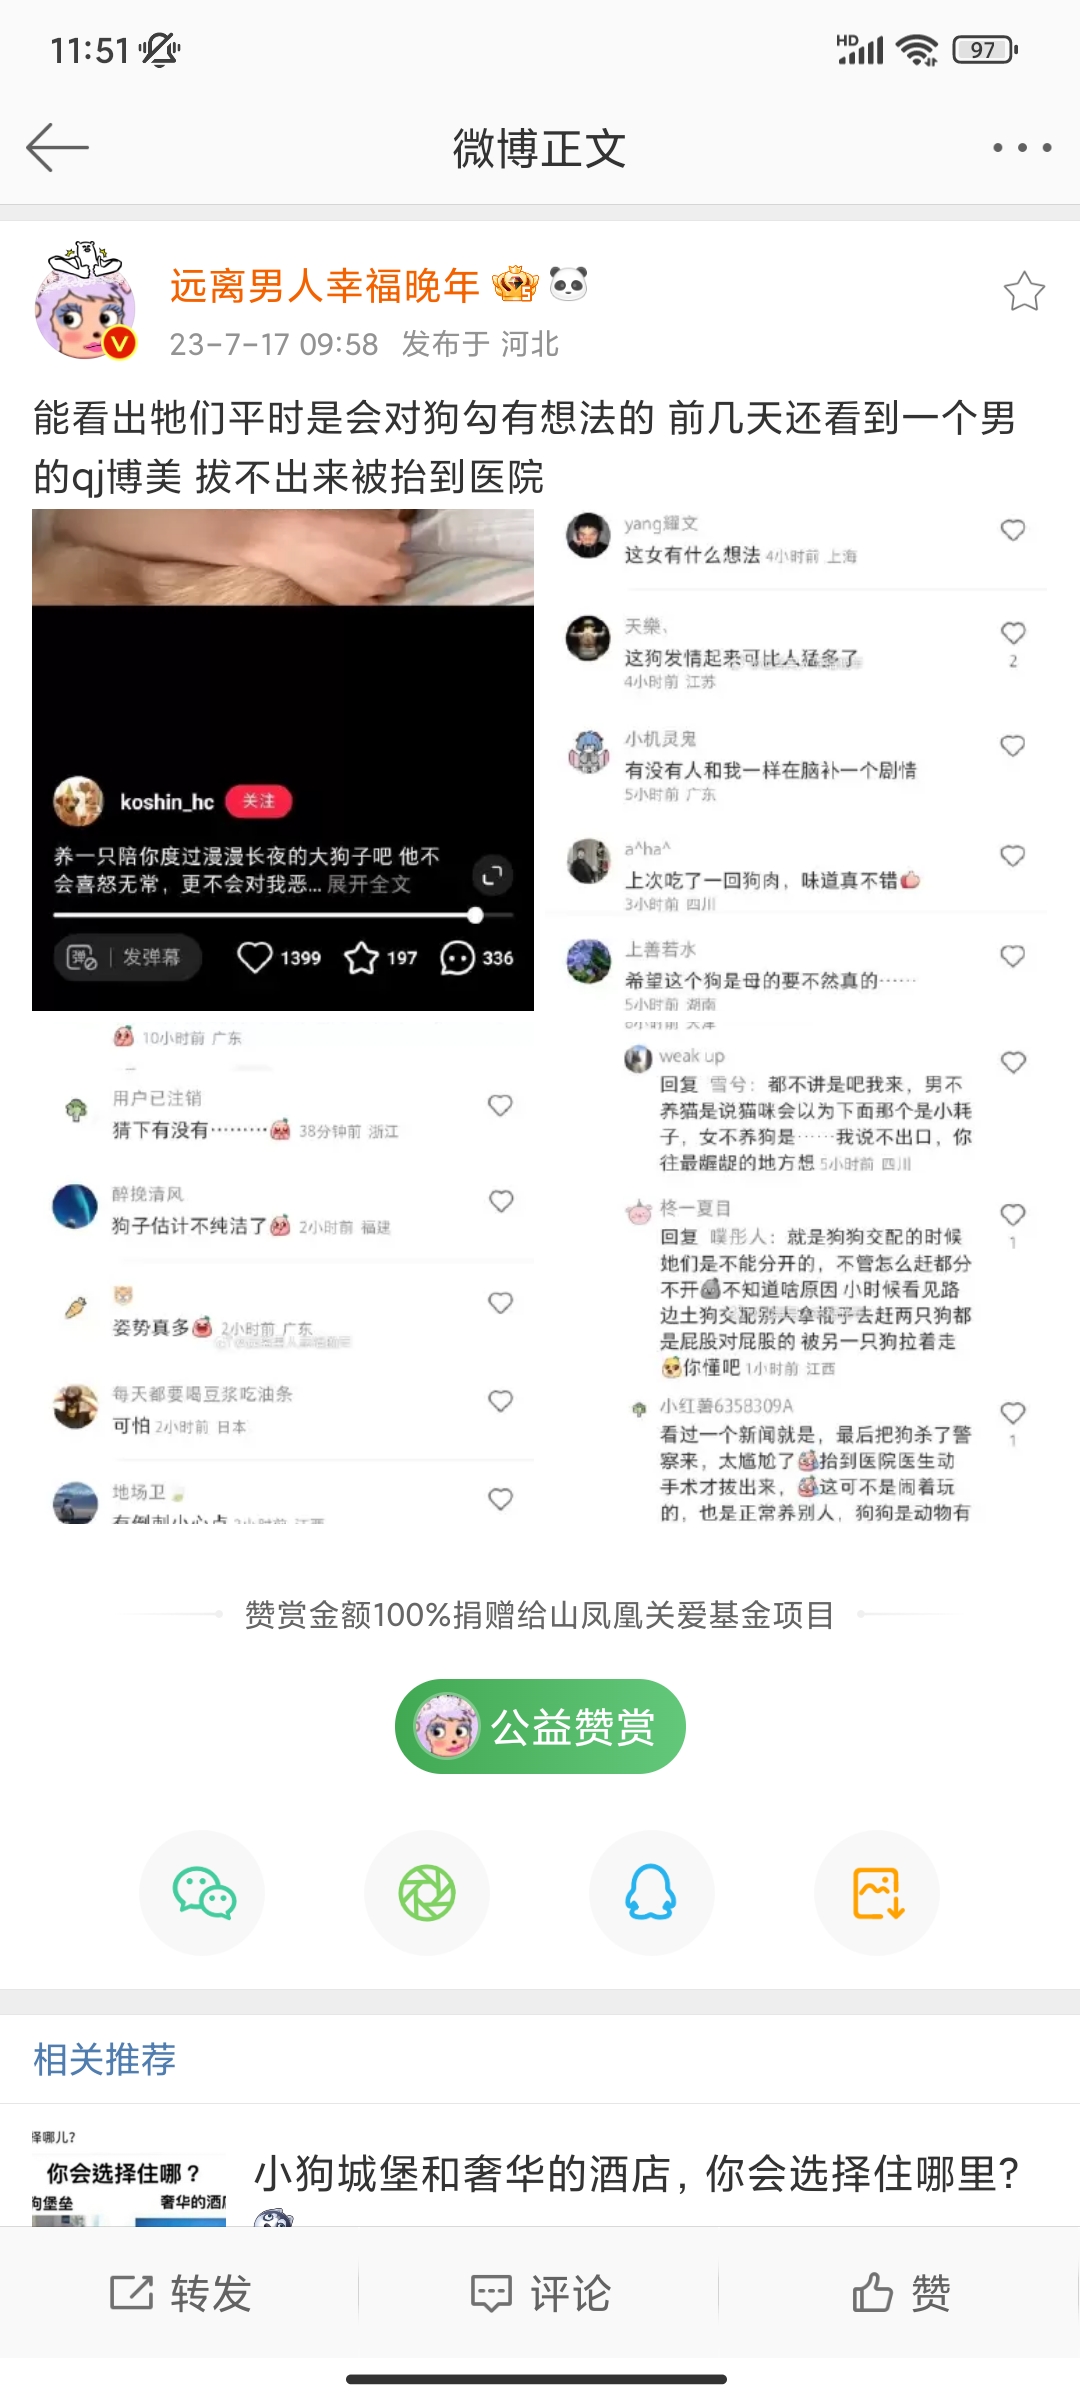 11:51
HD
97
微博正文
远离男人幸福晚年
23-7-17 09:58 发布于 河北
能看出牠们平时是会对狗勾有想法的 前几天还看到一个男
的qj博美 拔不出来被抬到医院
koshin_hc 关注
养一只陪你度过漫漫长夜的大狗子吧 他不
会喜怒无常，更不会对我恶... 展开全文
弹 发弹幕 1399 197 336
yang耀文
这女有什么想法 4小时前 上海
天樂、
这狗发情起来可比人猛多了
4小时前 江苏
2
小机灵鬼
有没有人和我一样在脑补一个剧情
5小时前 广东
a^ha^
上次吃了一回狗肉，味道真不错
3小时前 四川
上善若水
希望这个狗是母的要不然真的……
5小时前 湖南
10小时前 广东
用户已注销
猜下有没有……… 38分钟前 浙江
醉挽清风
狗子估计不纯洁了 2小时前 福建
姿势真多 2小时前 广东
每天都要喝豆浆吃油条
可怕 2小时前 日本
地场卫
有倒刺小心点 2小时前 江西
6小时前 天津
weak up
回复 雪兮：都不讲是吧我来，男不
养猫是说猫咪会以为下面那个是小耗
子，女不养狗是……我说不出口，你
往最龌龊的地方想 5小时前 四川
柊一夏目
回复 噗彤人：就是狗狗交配的时候
她们是不能分开的，不管怎么赶都分
不开不知道啥原因 小时候看见路
边土狗交配别人拿棍子去赶两只狗都
是屁股对屁股的 被另一只狗拉着走
你懂吧 1小时前 江西
1
小红薯6358309A
看过一个新闻就是，最后把狗杀了警
察来，太尴尬了抬到医院医生动
手术才拔出来，这可不是闹着玩
的，也是正常养别人，狗狗是动物有
1
赞赏金额100%捐赠给山凤凰关爱基金项目
公益赞赏
相关推荐
择哪儿?
你会选择住哪？
狗堡垒 奢华的酒
小狗城堡和奢华的酒店，你会选择住哪里?
转发 评论 赞